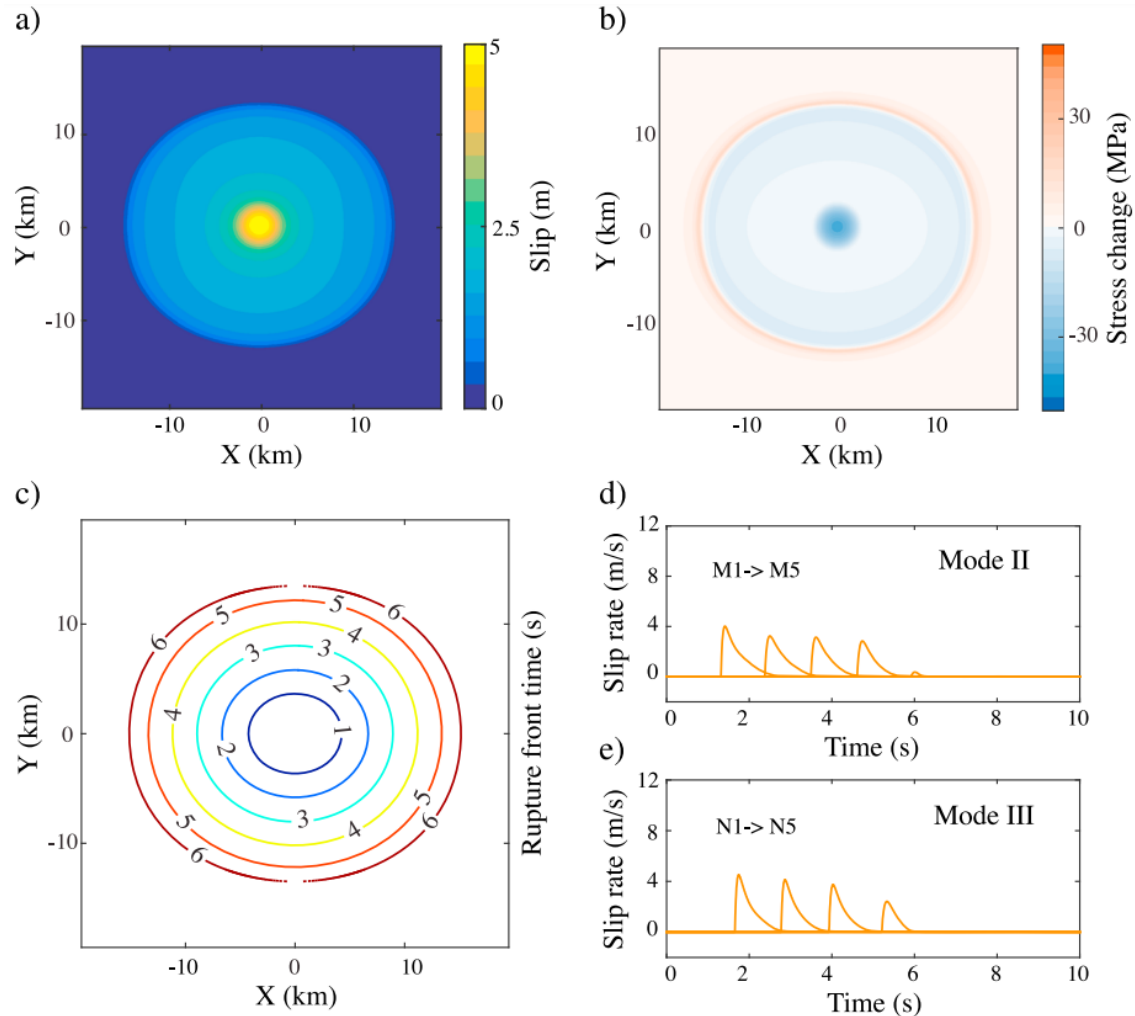 a)
5
2.5
0
Slip (m)
10
0
-10
Y (km)
-10 0 10
X (km)
b)
30
0
-30
Stress change (MPa)
10
0
-10
Y (km)
-10 0 10
X (km)
c)
10
0
-10
Y (km)
6 5 4 3 2 1
6 5 4 3 2
6 5 4 3
6 5
-10 0 10
X (km)
Rupture front time (s)
d)
12
8
4
0
Slip rate (m/s)
M1-> M5
Mode II
0 2 4 6 8 10
Time (s)
e)
12
8
4
0
Slip rate (m/s)
N1-> N5
Mode III
0 2 4 6 8 10
Time (s)